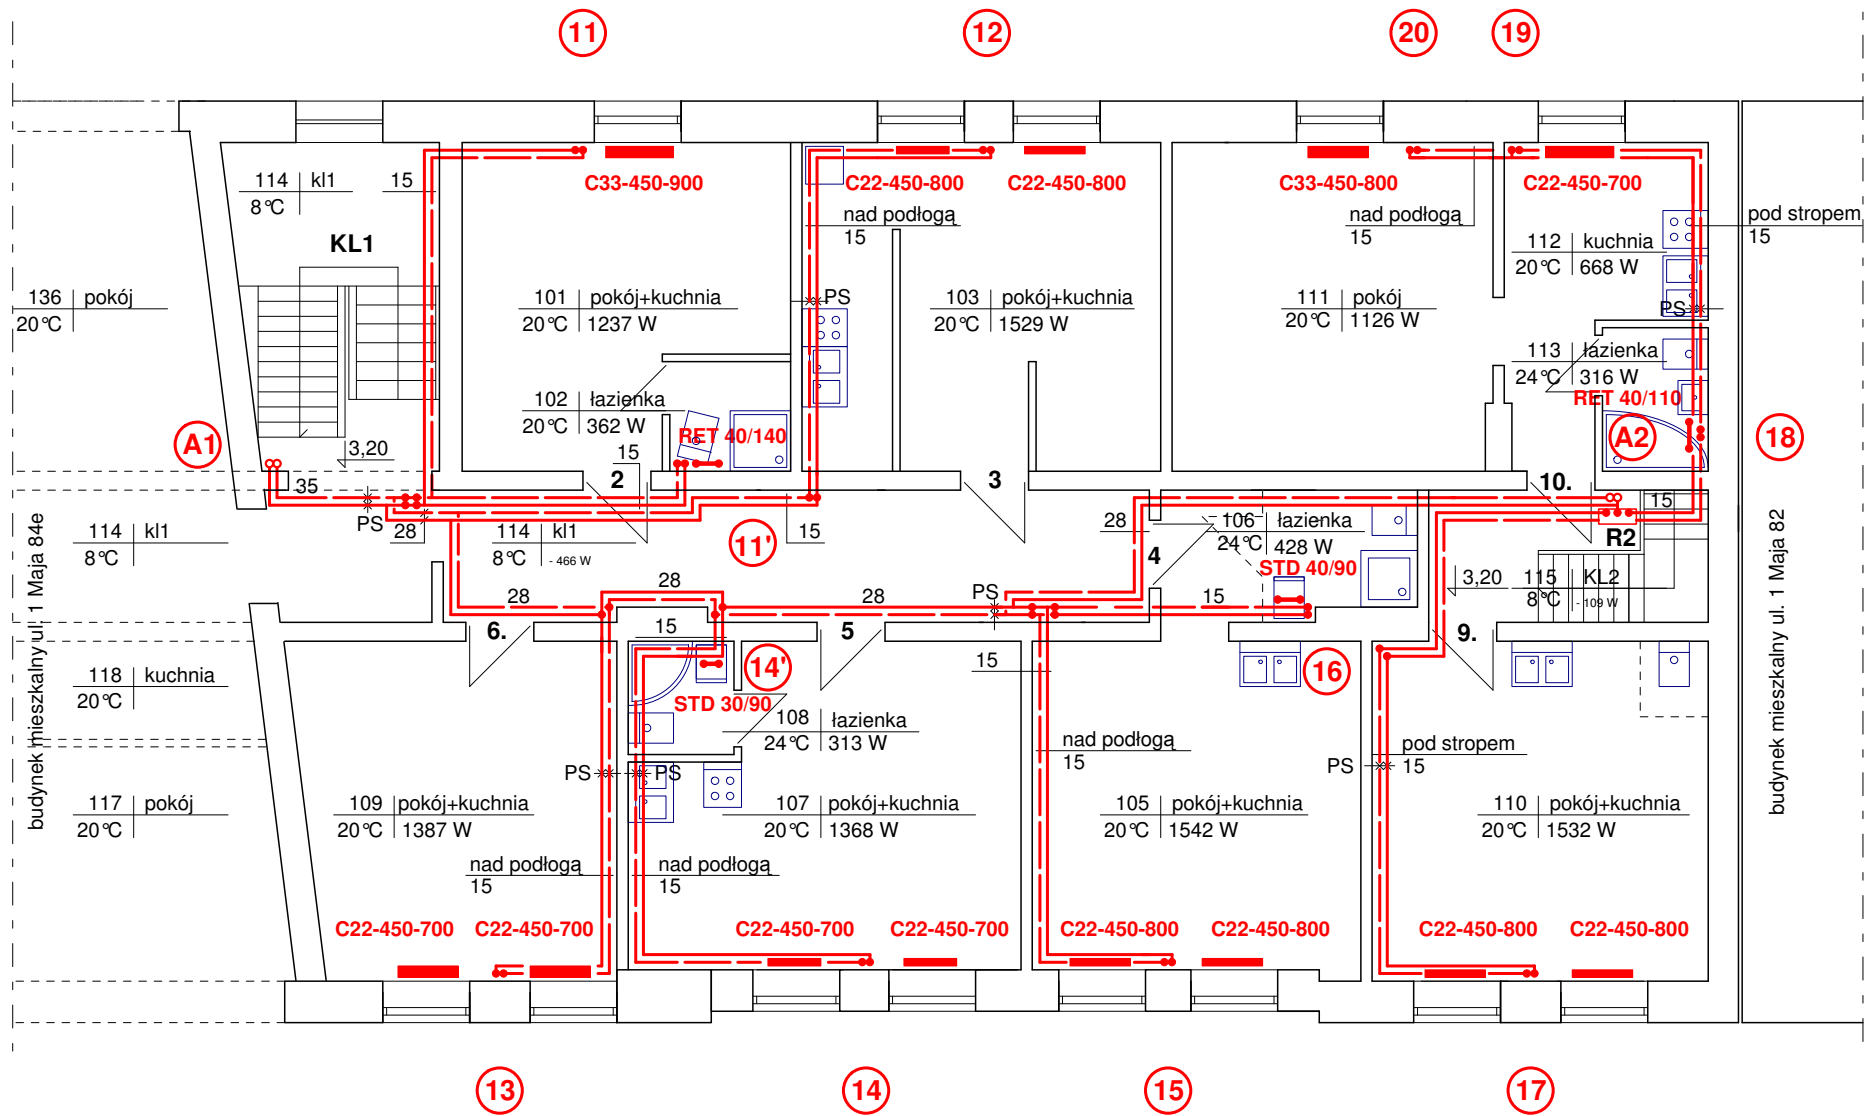 11
12
20
19
114 kl1
8°C
15
KL1
C33-450-900
C22-450-800
C22-450-800
C33-450-800
C22-450-700
nad podłogą
15
nad podłogą
15
pod stropem
15
112 kuchnia
20°C 668 W
136 pokój
20°C
101 pokój+kuchnia
20°C 1237 W
PS
103 pokój+kuchnia
20°C 1529 W
111 pokój
20°C 1126 W
PS
113 łazienka
24°C 316 W
RET 40/110
102 łazienka
20°C 362 W
RET 40/140
A1
3,20
15
A2
18
35
2
3
10.
15
PS
28
114 kl1
8°C
114 kl1
8°C - 466 W
11'
15
28
4
106 łazienka
24°C 428 W
STD 40/90
R2
3,20
115 KL2
8°C - 109 W
budynek mieszkalny ul. 1 Maja 84e
budynek mieszkalny ul. 1 Maja 82
28
28
28
PS
15
6.
15
5
9.
118 kuchnia
20°C
14'
STD 30/90
15
16
108 łazienka
24°C 313 W
nad podłogą
15
pod stropem
15
PS
PS
PS
117 pokój
20°C
109 pokój+kuchnia
20°C 1387 W
107 pokój+kuchnia
20°C 1368 W
105 pokój+kuchnia
20°C 1542 W
110 pokój+kuchnia
20°C 1532 W
nad podłogą
15
nad podłogą
15
C22-450-700
C22-450-700
C22-450-700
C22-450-700
C22-450-800
C22-450-800
C22-450-800
C22-450-800
13
14
15
17